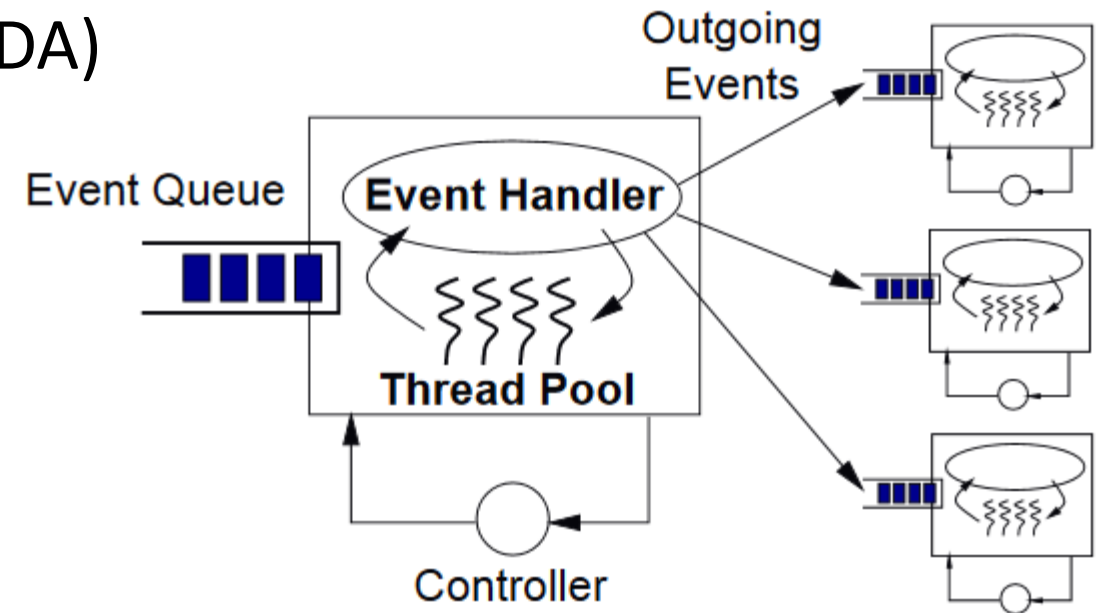 DA)
Outgoing
Events
Event Queue
Event Handler
Thread Pool
Controller